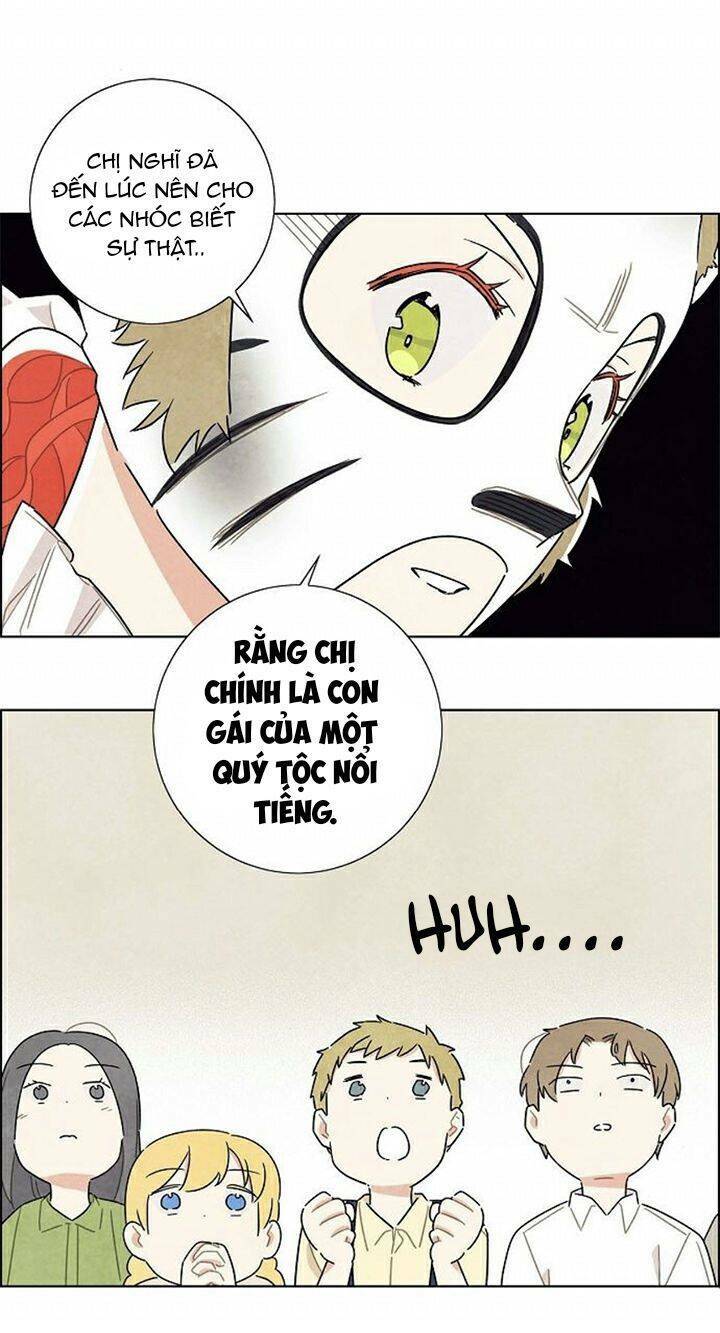 CHỊ NGHĨ ĐÃ
ĐẾN LÚC NÊN CHO
CÁC NHÓC BIẾT
SỰ THẬT..
RẰNG CHỊ
CHÍNH LÀ CON
GÁI CỦA MỘT
QUÝ TỘC NỔI
TIẾNG.
HUH....